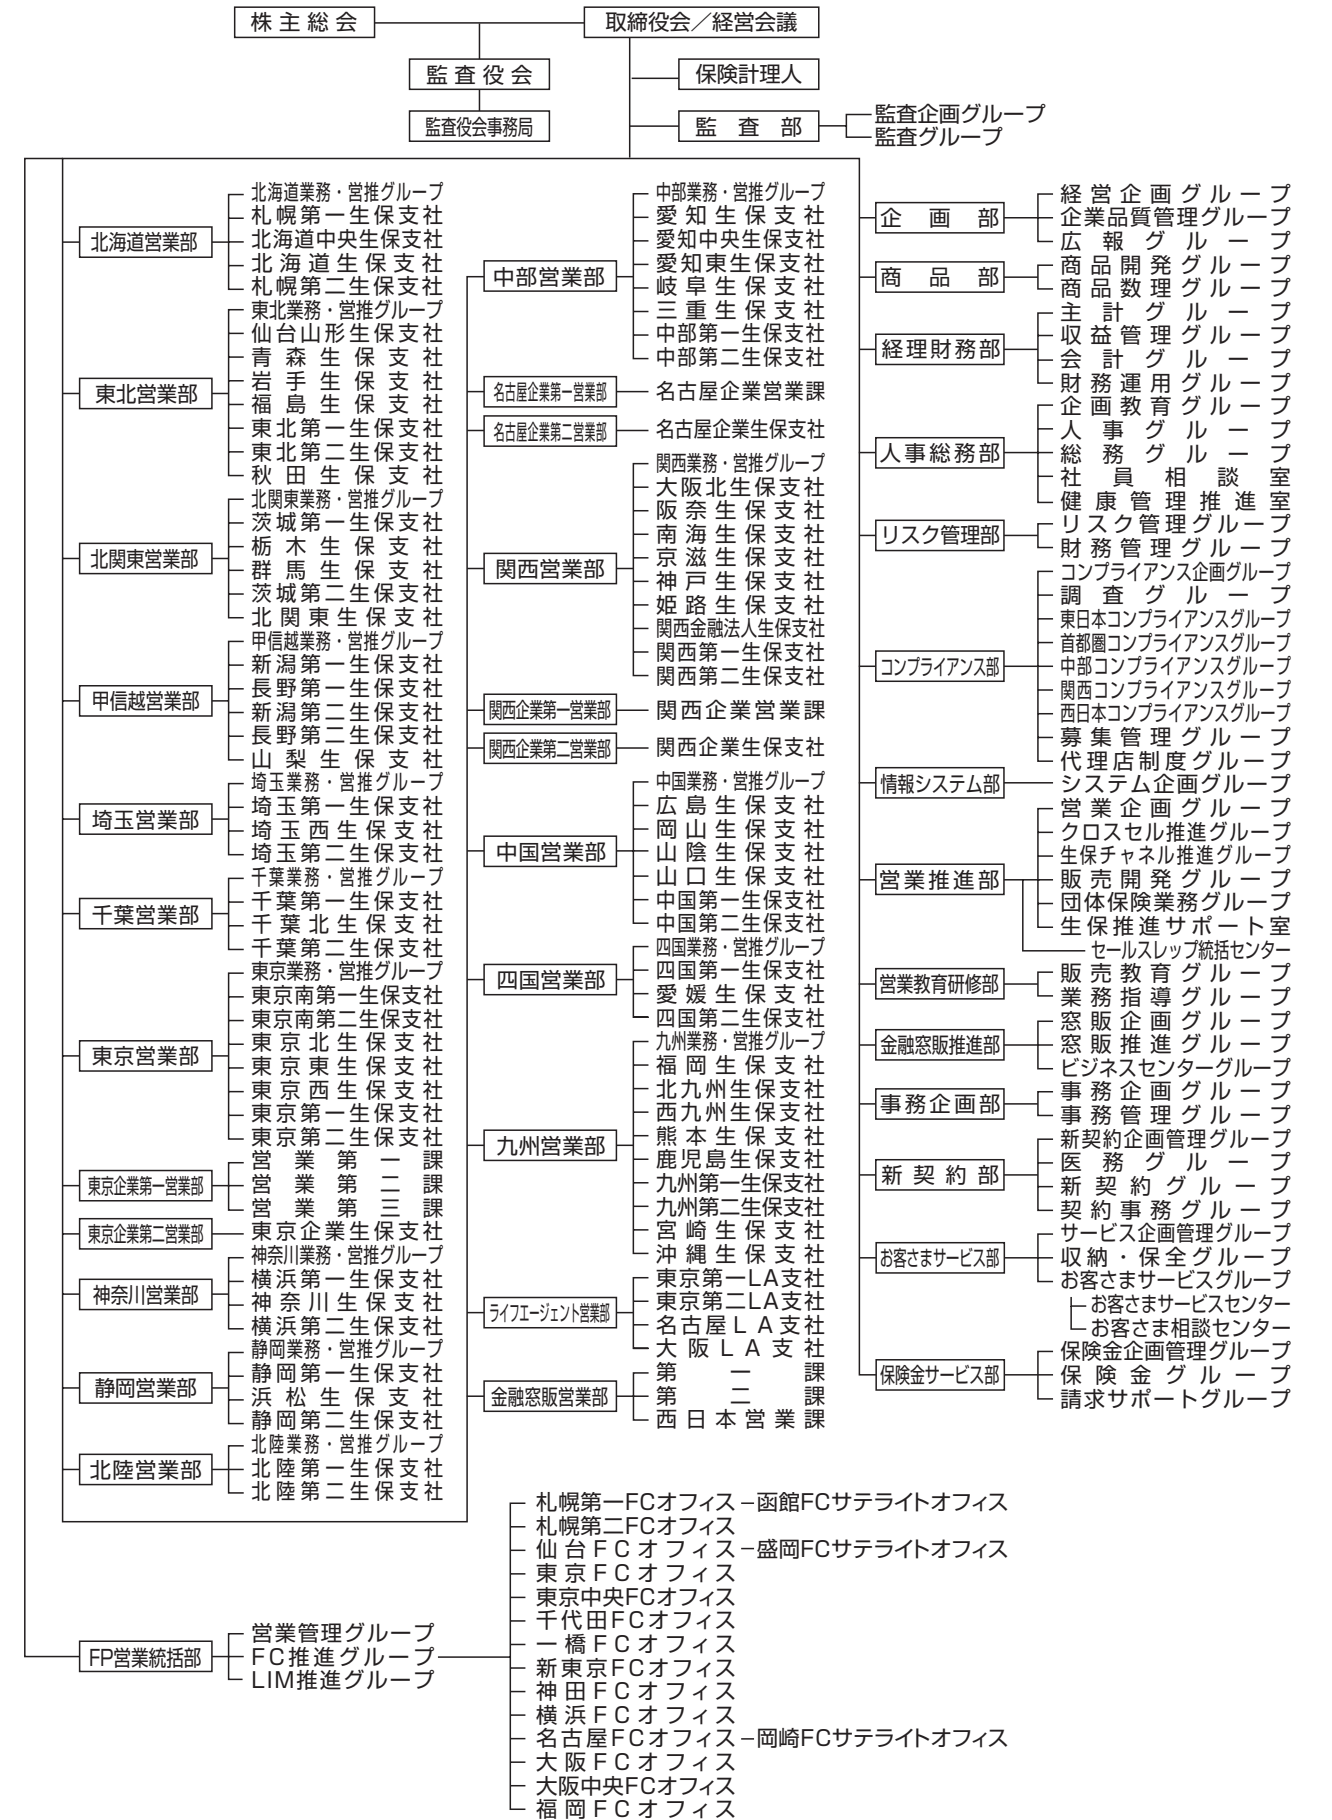 株主総会
取締役会／経営会議
監査役会
保険計理人
監査役会事務局
監査部
監査企画グループ
監査グループ
北海道営業部
北海道業務・営推グループ
札幌第一生保支社
北海道中央生保支社
北海道生保支社
札幌第二生保支社
東北営業部
東北業務・営推グループ
仙台山形生保支社
青森生保支社
岩手生保支社
福島生保支社
東北第一生保支社
東北第二生保支社
秋田生保支社
北関東営業部
北関東業務・営推グループ
茨城第一生保支社
栃木生保支社
群馬生保支社
茨城第二生保支社
北関東生保支社
甲信越営業部
甲信越業務・営推グループ
新潟第一生保支社
長野第一生保支社
新潟第二生保支社
長野第二生保支社
山梨生保支社
埼玉営業部
埼玉業務・営推グループ
埼玉第一生保支社
埼玉西生保支社
埼玉第二生保支社
千葉営業部
千葉業務・営推グループ
千葉第一生保支社
千葉北生保支社
千葉第二生保支社
東京営業部
東京業務・営推グループ
東京南第一生保支社
東京南第二生保支社
東京北生保支社
東京東生保支社
東京西生保支社
東京第一生保支社
東京第二生保支社
東京企業第一営業部
営業第一課
営業第二課
営業第三課
東京企業第二営業部
東京企業生保支社
神奈川営業部
神奈川業務・営推グループ
横浜第一生保支社
神奈川生保支社
横浜第二生保支社
静岡営業部
静岡業務・営推グループ
静岡第一生保支社
浜松生保支社
静岡第二生保支社
北陸営業部
北陸業務・営推グループ
北陸第一生保支社
北陸第二生保支社
中部営業部
中部業務・営推グループ
愛知生保支社
愛知中央生保支社
愛知東生保支社
岐阜生保支社
三重生保支社
中部第一生保支社
中部第二生保支社
名古屋企業第一営業部
名古屋企業営業課
名古屋企業第二営業部
名古屋企業生保支社
関西営業部
関西業務・営推グループ
大阪北生保支社
阪奈生保支社
南海生保支社
京滋生保支社
神戸生保支社
姫路生保支社
関西金融法人生保支社
関西第一生保支社
関西第二生保支社
関西企業第一営業部
関西企業営業課
関西企業第二営業部
関西企業生保支社
中国営業部
中国業務・営推グループ
広島生保支社
岡山生保支社
山陰生保支社
山口生保支社
中国第一生保支社
中国第二生保支社
四国営業部
四国業務・営推グループ
四国第一生保支社
愛媛生保支社
四国第二生保支社
九州営業部
九州業務・営推グループ
福岡生保支社
北九州生保支社
西九州生保支社
熊本生保支社
鹿児島生保支社
九州第一生保支社
九州第二生保支社
宮崎生保支社
沖縄生保支社
ライフエージェント営業部
東京第一LA支社
東京第二LA支社
名古屋LA支社
大阪LA支社
金融窓販営業部
第一課
第二課
西日本営業課
企画部
経営企画グループ
企業品質管理グループ
広報グループ
商品部
商品開発グループ
商品数理グループ
経理財務部
主計グループ
収益管理グループ
会計グループ
財務運用グループ
人事総務部
企画教育グループ
人事グループ
総務グループ
社員相談室
健康管理推進室
リスク管理部
リスク管理グループ
財務管理グループ
コンプライアンス部
コンプライアンス企画グループ
調査グループ
東日本コンプライアンスグループ
首都圏コンプライアンスグループ
中部コンプライアンスグループ
関西コンプライアンスグループ
西日本コンプライアンスグループ
募集管理グループ
代理店制度グループ
情報システム部
システム企画グループ
営業推進部
営業企画グループ
クロスセル推進グループ
生保チャネル推進グループ
販売開発グループ
団体保険業務グループ
生保推進サポート室
セールスレップ統括センター
営業教育研修部
販売教育グループ
業務指導グループ
金融窓販推進部
窓販企画グループ
窓販推進グループ
ビジネスセンターグループ
事務企画部
事務企画グループ
事務管理グループ
新契約部
新契約企画管理グループ
医務グループ
新契約グループ
契約事務グループ
お客さまサービス部
サービス企画管理グループ
収納・保全グループ
お客さまサービスグループ
お客さまサービスセンター
お客さま相談センター
保険金サービス部
保険金企画管理グループ
保険金グループ
請求サポートグループ
FP営業統括部
営業管理グループ
FC推進グループ
LIM推進グループ
札幌第一FCオフィス
函館FCサテライトオフィス
札幌第二FCオフィス
仙台FCオフィス
盛岡FCサテライトオフィス
東京FCオフィス
東京中央FCオフィス
千代田FCオフィス
一橋FCオフィス
新東京FCオフィス
神田FCオフィス
横浜FCオフィス
名古屋FCオフィス
岡崎FCサテライトオフィス
大阪FCオフィス
大阪中央FCオフィス
福岡FCオフィス